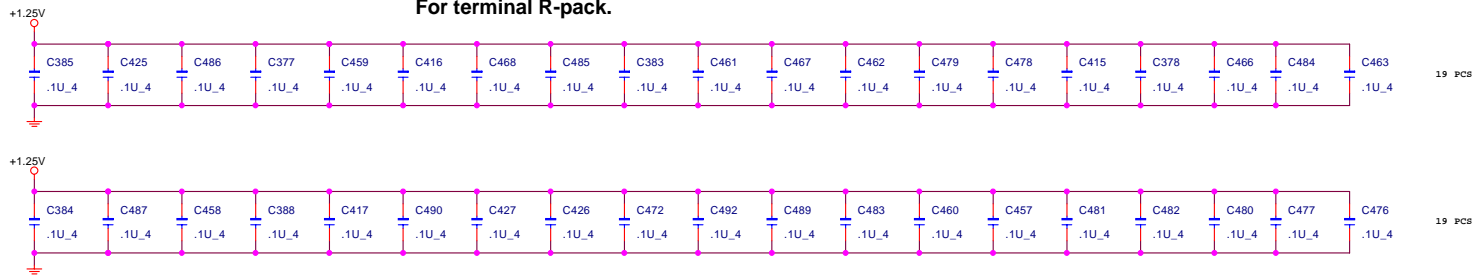 For terminal R-pack.
+1.25V
C385 C425 C486 C377 C459 C416 C468 C485 C383 C461 C467 C462 C479 C478 C415 C378 C466 C484 C463
19 PCS
.1U_4 .1U_4 .1U_4 .1U_4 .1U_4 .1U_4 .1U_4 .1U_4 .1U_4 .1U_4 .1U_4 .1U_4 .1U_4 .1U_4 .1U_4 .1U_4 .1U_4 .1U_4 .1U_4
+1.25V
C384 C487 C458 C388 C417 C490 C427 C426 C472 C492 C489 C483 C460 C457 C481 C482 C480 C477 C476
19 PCS
.1U_4 .1U_4 .1U_4 .1U_4 .1U_4 .1U_4 .1U_4 .1U_4 .1U_4 .1U_4 .1U_4 .1U_4 .1U_4 .1U_4 .1U_4 .1U_4 .1U_4 .1U_4 .1U_4